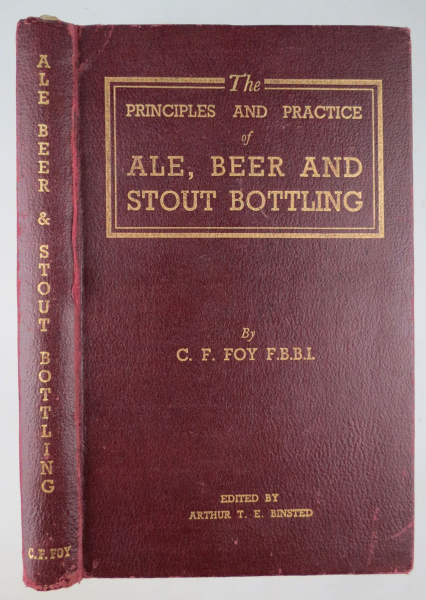 ALE BEER & STOUT BOTTLING
C. F. FOY
The
PRINCIPLES AND PRACTICE
of
ALE, BEER AND
STOUT BOTTLING
By
C. F. FOY F.B.B.I.
EDITED BY
ARTHUR T. E. BINSTED